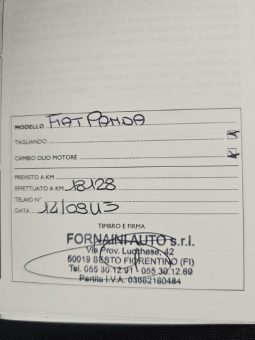 MODELLO FIAT PANDA
TAGLIANDO
CAMBIO OLIO MOTORE
PREVISTO A KM
EFFETTUATO A KM 18128
TELAIO N°
DATA 14/09/13
TIMBRO E FIRMA
FORNAINI AUTO s.r.l.
Via Prov. Lucchese, 42
50019 SESTO FIORENTINO (FI)
Tel. 055 30.12.91 - 055 30.12.69
Partita I.V.A. 03662160484